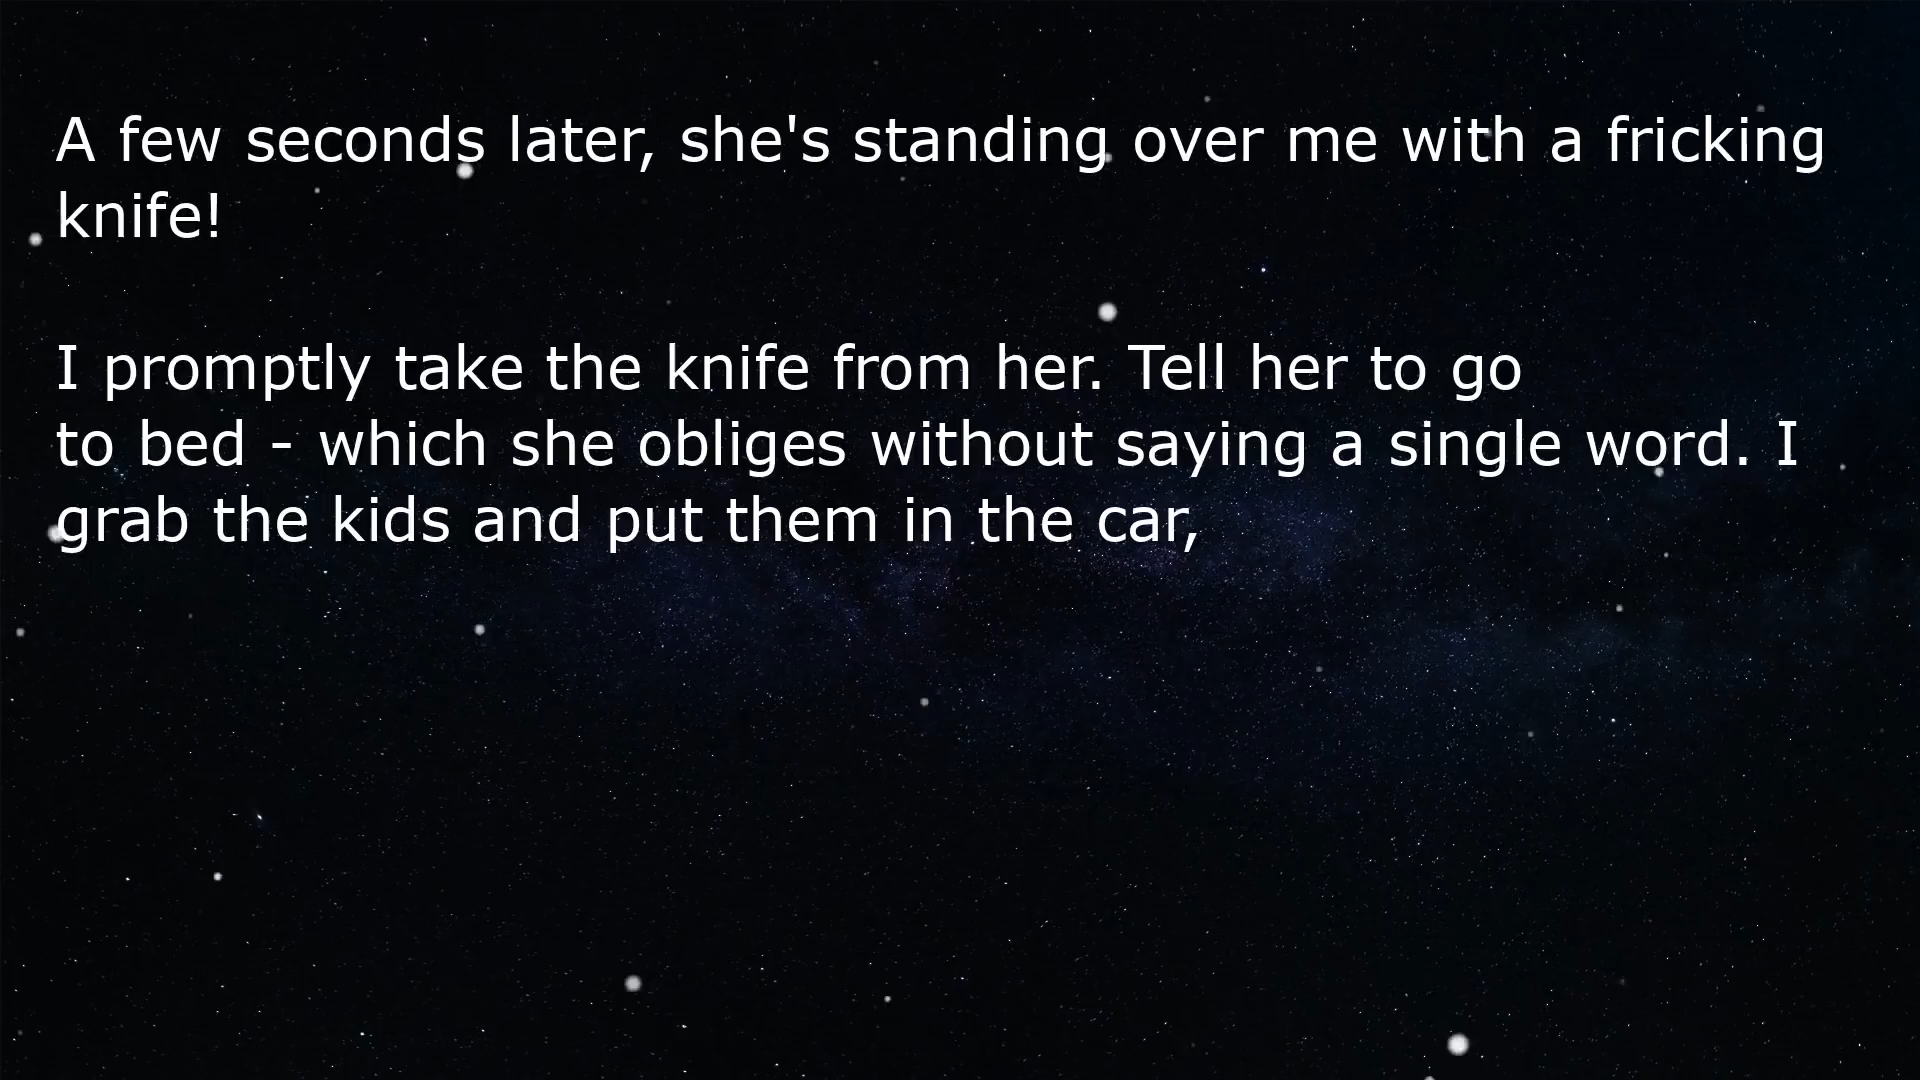 A few seconds later, she's standing over me with a fricking
knife!
I promptly take the knife from her. Tell her to go
to bed - which she obliges without saying a single word. I
grab the kids and put them in the car,